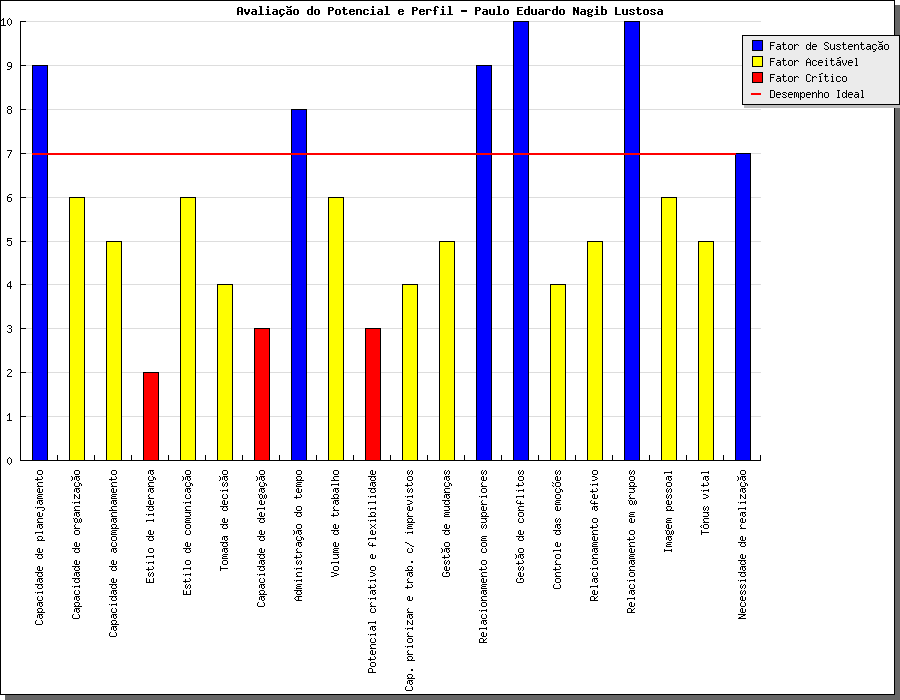 Avaliação do Potencial e Perfil - Paulo Eduardo Nagib Lustosa
Fator de Sustentação
Fator Aceitável
Fator Crítico
Desempenho Ideal
10
9
8
7
6
5
4
3
2
1
0
Capacidade de planejamento
Capacidade de organização
Capacidade de acompanhamento
Estilo de liderança
Estilo de comunicação
Tomada de decisão
Capacidade de delegação
Administração do tempo
Volume de trabalho
Potencial criativo e flexibilidade
Cap. priorizar e trab. c/ imprevistos
Gestão de mudanças
Relacionamento com superiores
Gestão de conflitos
Controle das emoções
Relacionamento afetivo
Relacionamento em grupos
Imagem pessoal
Tônus vital
Necessidade de realização